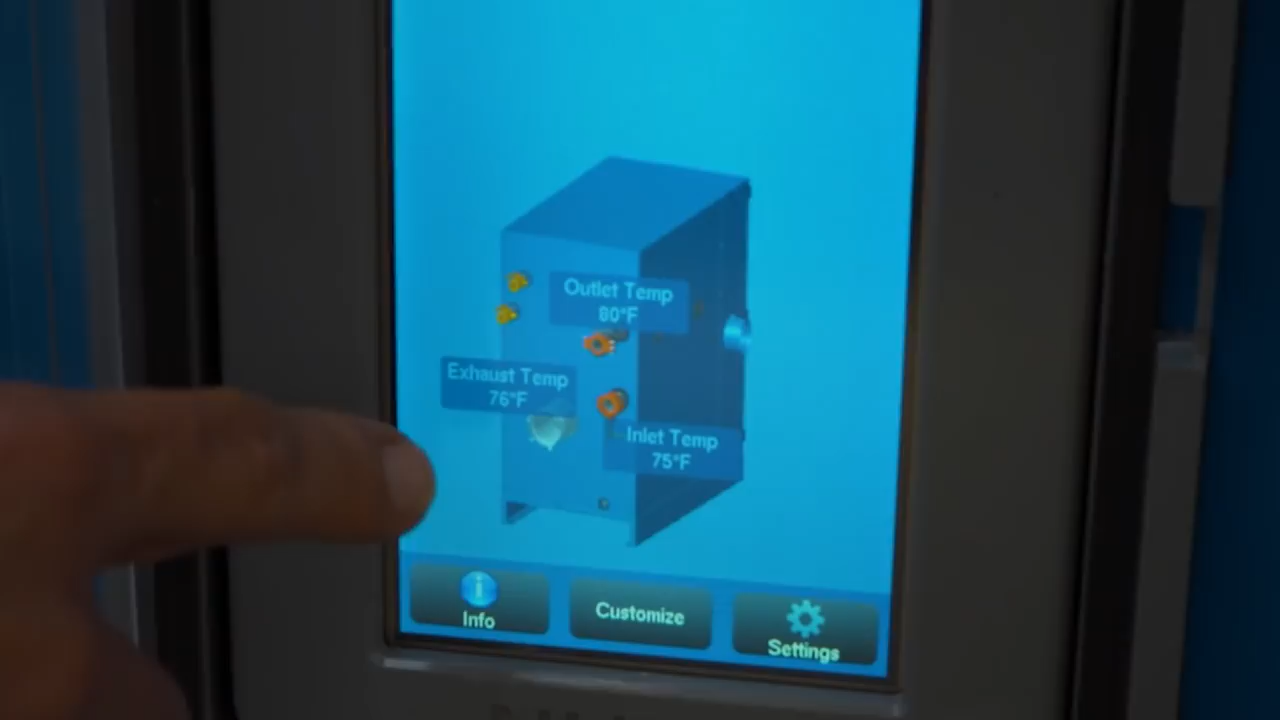 Outlet Temp
80°F
Exhaust Temp
76°F
Inlet Temp
75°F
Info
Customize
Settings